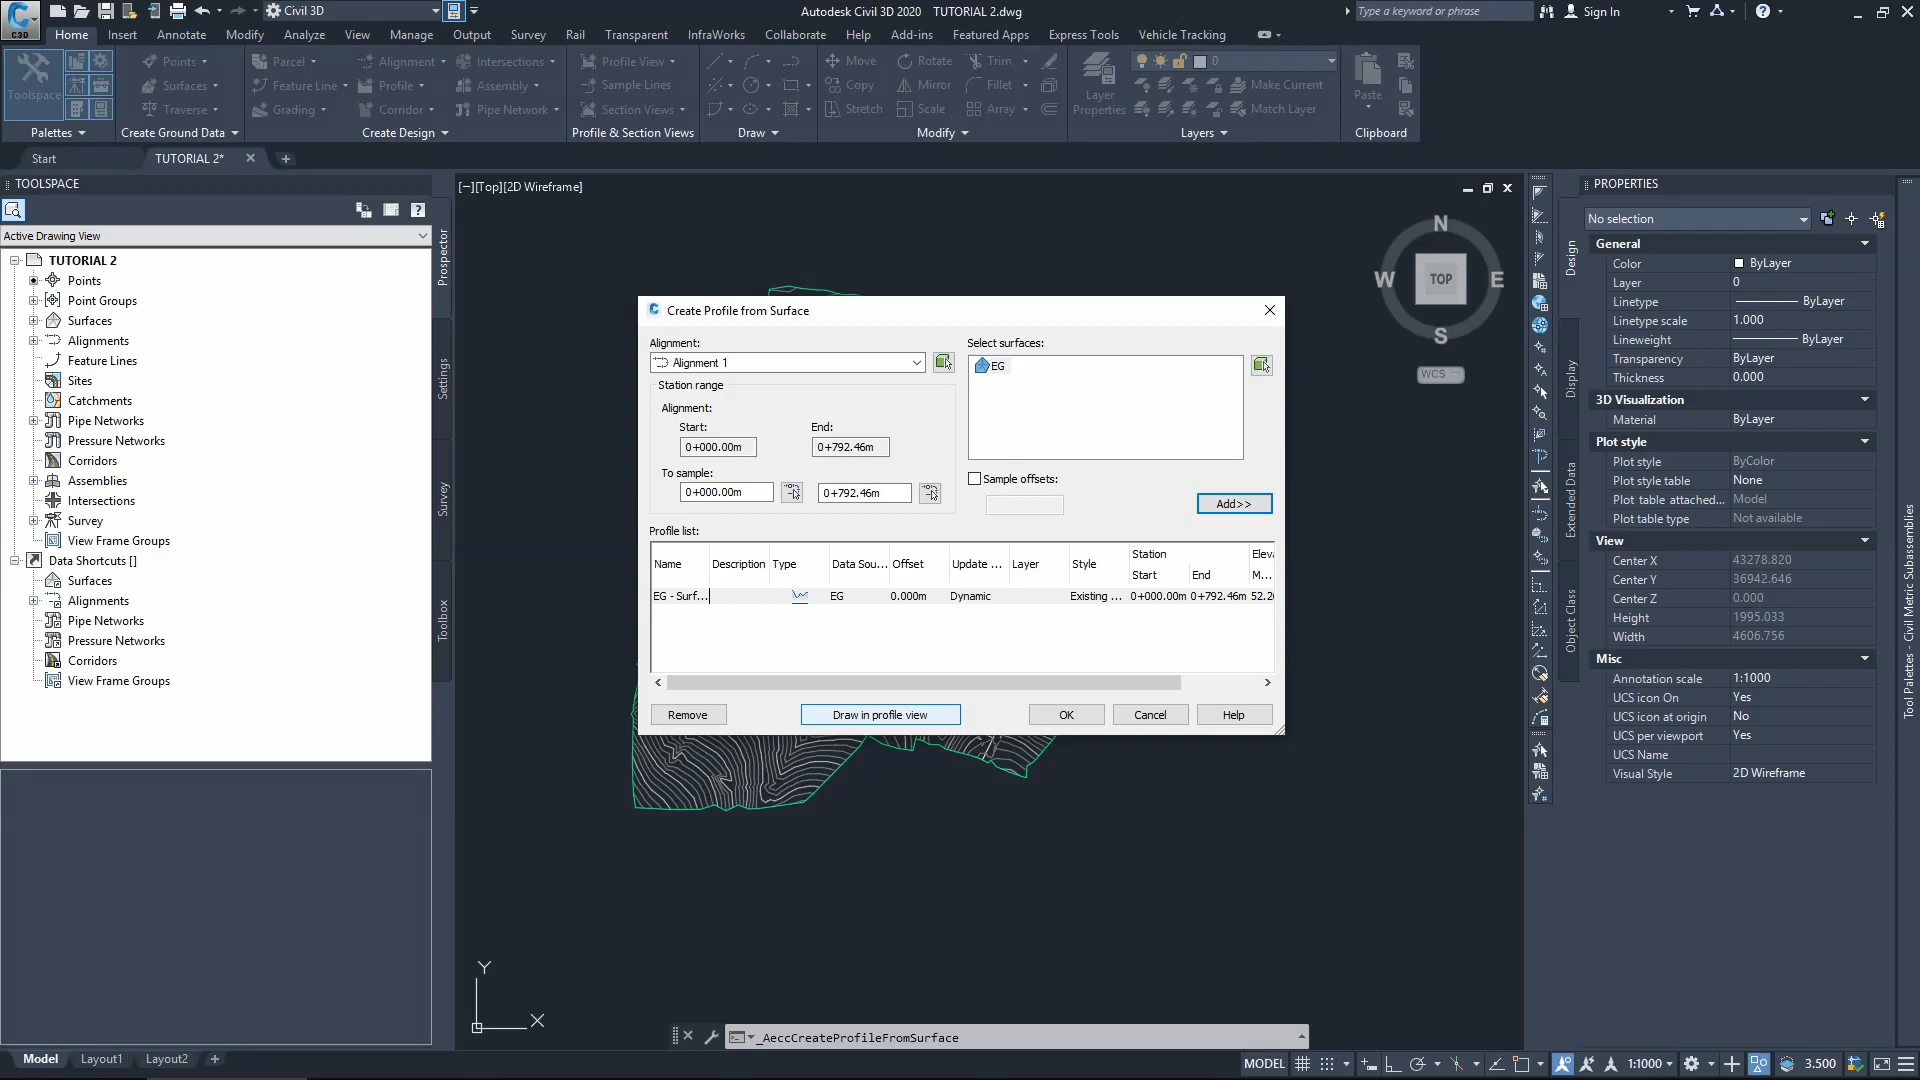 C3D
Civil 3D
Autodesk Civil 3D 2020 TUTORIAL 2.dwg
Type a keyword or phrase
Sign In
Home Insert Annotate Modify Analyze View Manage Output Survey Rail Transparent InfraWorks Collaborate Help Add-ins Featured Apps Express Tools Vehicle Tracking
Toolspace
Points Parcel Alignment Intersections Profile View Move Rotate Trim 0
Surfaces Feature Line Profile Assembly Sample Lines Copy Mirror Fillet Make Current
Traverse Grading Corridor Pipe Network Section Views Stretch Scale Array Match Layer
Layer Properties
Paste
Palettes Create Ground Data Create Design Profile & Section Views Draw Modify Layers Clipboard
Start TUTORIAL 2*
TOOLSPACE
Active Drawing View
TUTORIAL 2
Points
Point Groups
Surfaces
Alignments
Feature Lines
Sites
Catchments
Pipe Networks
Pressure Networks
Corridors
Assemblies
Intersections
Survey
View Frame Groups
Data Shortcuts []
Surfaces
Alignments
Pipe Networks
Pressure Networks
Corridors
View Frame Groups
Prospector
Settings
Survey
Toolbox
[–][Top][2D Wireframe]
N
W TOP E
S
WCS
Create Profile from Surface
Alignment:
Alignment 1
Station range
Alignment:
Start: End:
0+000.00m 0+792.46m
To sample:
0+000.00m 0+792.46m
Select surfaces:
EG
Sample offsets:
Add>>
Profile list:
Name Description Type Data Sou... Offset Update ... Layer Style Station Start End Eleva M...
EG - Surf... EG 0.000m Dynamic Existing ... 0+000.00m 0+792.46m 52.2
Remove Draw in profile view OK Cancel Help
Y
X
_AeccCreateProfileFromSurface
PROPERTIES
No selection
General
Color ByLayer
Layer 0
Linetype ByLayer
Linetype scale 1.000
Lineweight ByLayer
Transparency ByLayer
Thickness 0.000
3D Visualization
Material ByLayer
Plot style
Plot style ByColor
Plot style table None
Plot table attached... Model
Plot table type Not available
View
Center X 43278.820
Center Y 36942.646
Center Z 0.000
Height 1995.033
Width 4606.756
Misc
Annotation scale 1:1000
UCS icon On Yes
UCS icon at origin No
UCS per viewport Yes
UCS Name
Visual Style 2D Wireframe
Design
Display
Extended Data
Object Class
Tool Palettes - Civil Metric Subassemblies
Model Layout1 Layout2
MODEL 1:1000 3.500